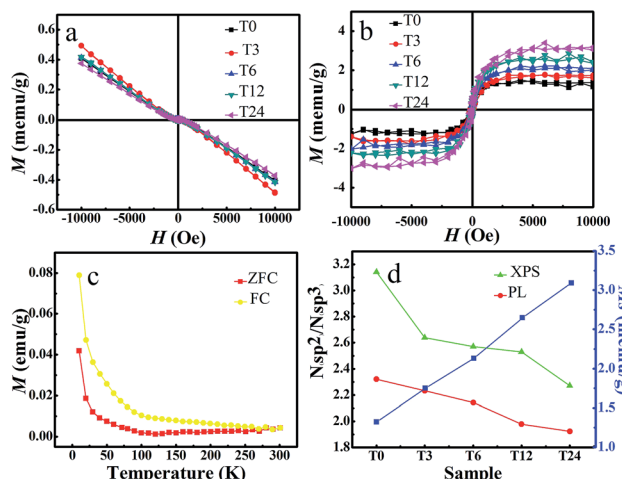 a
T0
T3
T6
T12
T24
M (memu/g)
0.6
0.4
0.2
0.0
-0.2
-0.4
-0.6
-10000 -5000 0 5000 10000
H (Oe)
b
T0
T3
T6
T12
T24
M (memu/g)
4
2
0
-2
-10000 -5000 0 5000 10000
H (Oe)
c
ZFC
FC
M (emu/g)
0.08
0.06
0.04
0.02
0.00
0 50 100 150 200 250 300
Temperature (K)
d
XPS
PL
N.sp2/N.sp3
3.2
3.0
2.8
2.6
2.4
2.2
2.0
1.8
T0 T3 T6 T12 T24
Sample
3.5
3.0
2.5
2.0
1.5
1.0